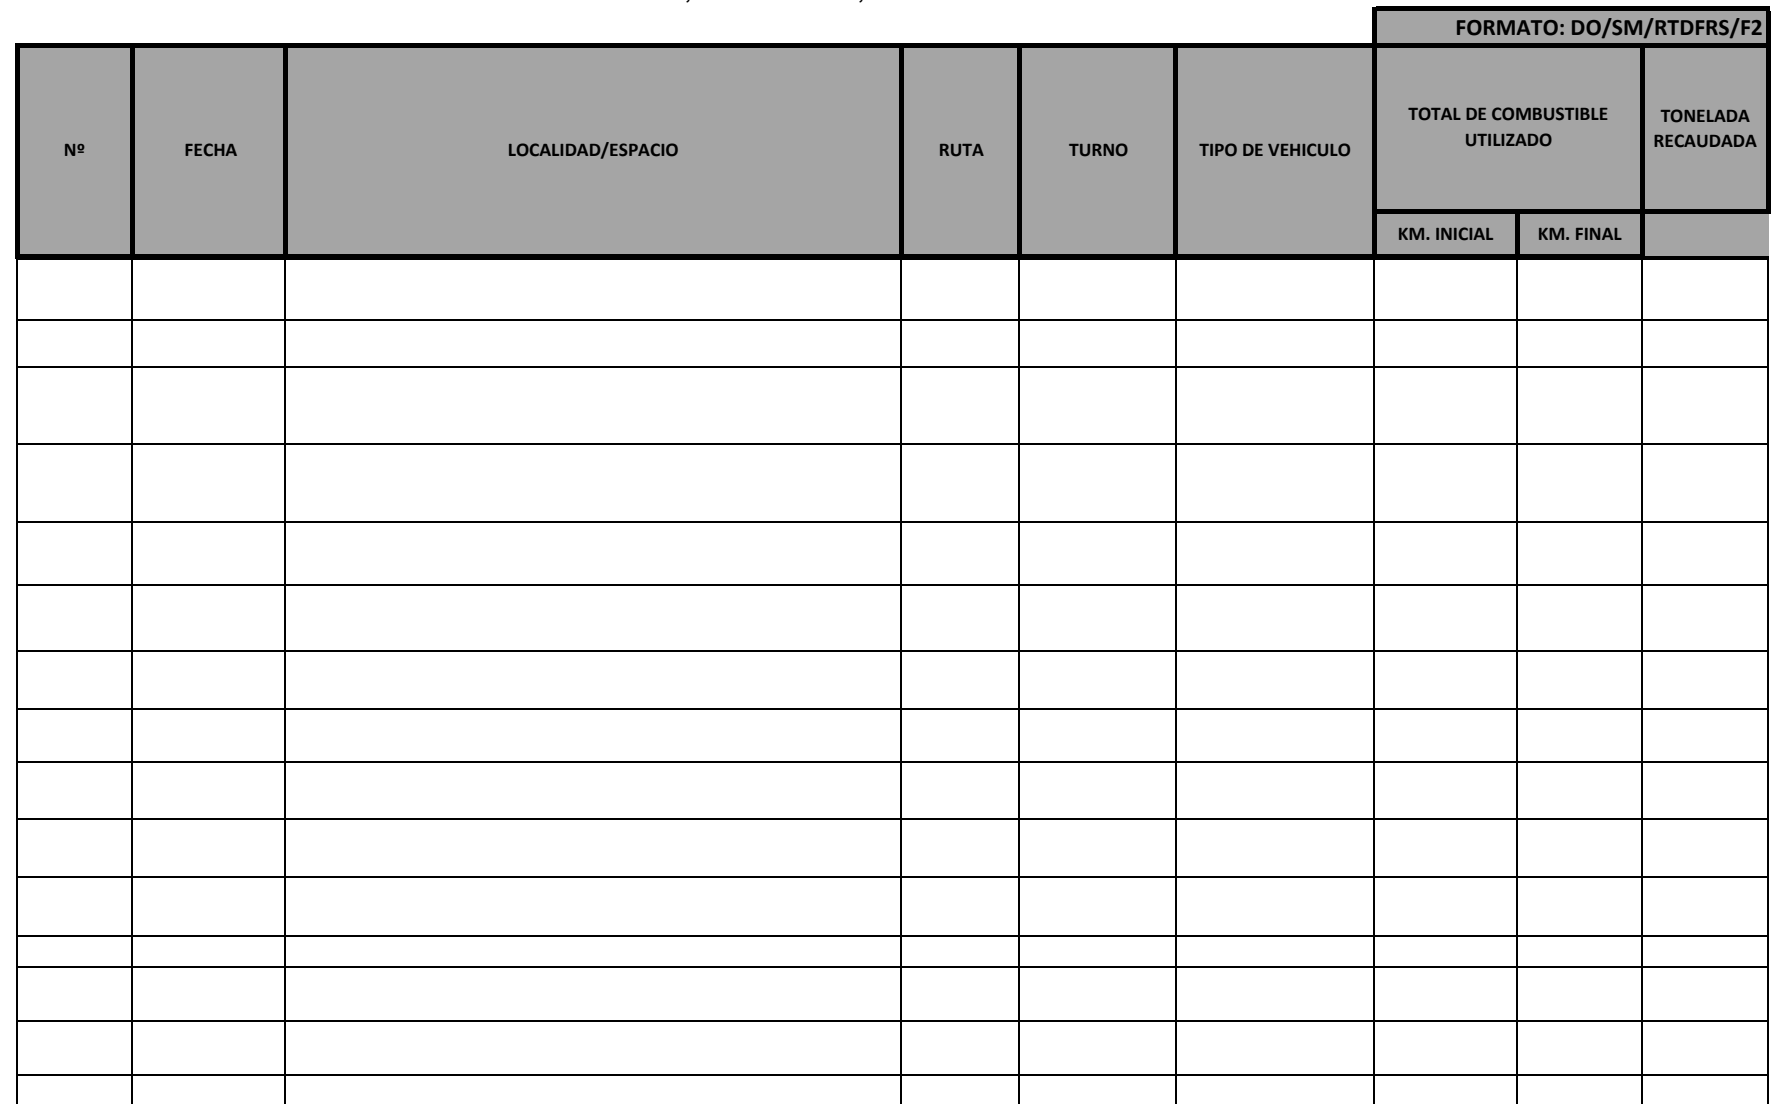 FORMATO: DO/SM/RTDFRS/F2
Nº
FECHA
LOCALIDAD/ESPACIO
RUTA
TURNO
TIPO DE VEHICULO
TOTAL DE COMBUSTIBLE
UTILIZADO
TONELADA
RECAUDADA
KM. INICIAL
KM. FINAL